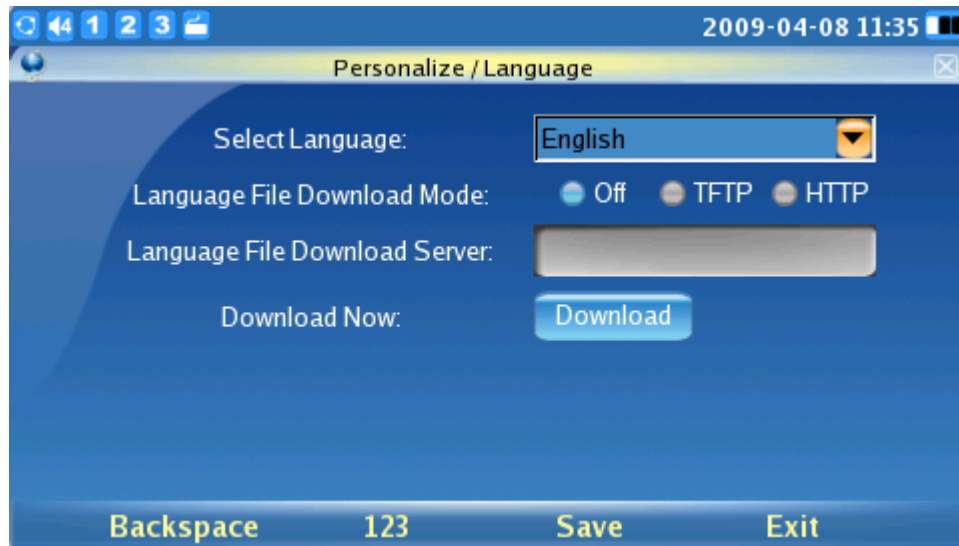 4 1 2 3 2009-04-08 11:35
Personalize / Language
Select Language: English
Language File Download Mode: Off TFTP HTTP
Language File Download Server:
Download Now: Download
Backspace 123 Save Exit